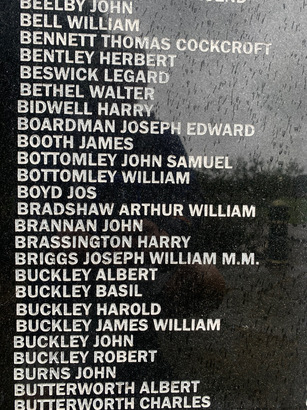 BEELBY JOHN
BELL WILLIAM
BENNETT THOMAS COCKCROFT
BENTLEY HERBERT
BESWICK LEGARD
BETHEL WALTER
BIDWELL HARRY
BOARDMAN JOSEPH EDWARD
BOOTH JAMES
BOTTOMLEY JOHN SAMUEL
BOTTOMLEY WILLIAM
BOYD JOS
BRADSHAW ARTHUR WILLIAM
BRANNAN JOHN
BRASSINGTON HARRY
BRIGGS JOSEPH WILLIAM M.M.
BUCKLEY ALBERT
BUCKLEY BASIL
BUCKLEY HAROLD
BUCKLEY JAMES WILLIAM
BUCKLEY JOHN
BUCKLEY ROBERT
BURNS JOHN
BUTTERWORTH ALBERT
BUTTERWORTH CHARLES